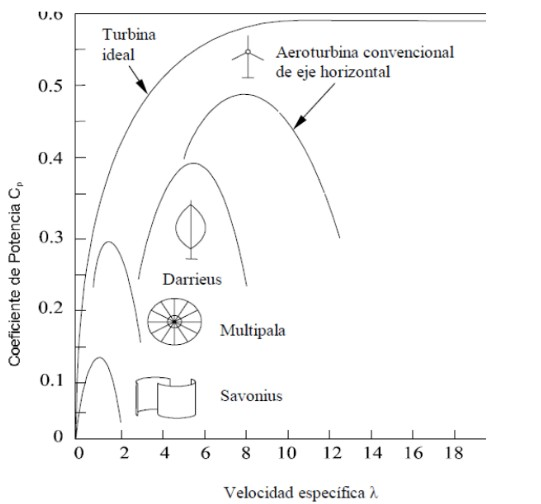 0.6
Turbina
ideal
Aeroturbina convencional
de eje horizontal
0.5
0.4
0.3
Darrieus
0.2
Multipala
0.1
Savonius
0
0 2 4 6 8 10 12 14 16 18
Coeficiente de Potencia Cp
Velocidad específica λ